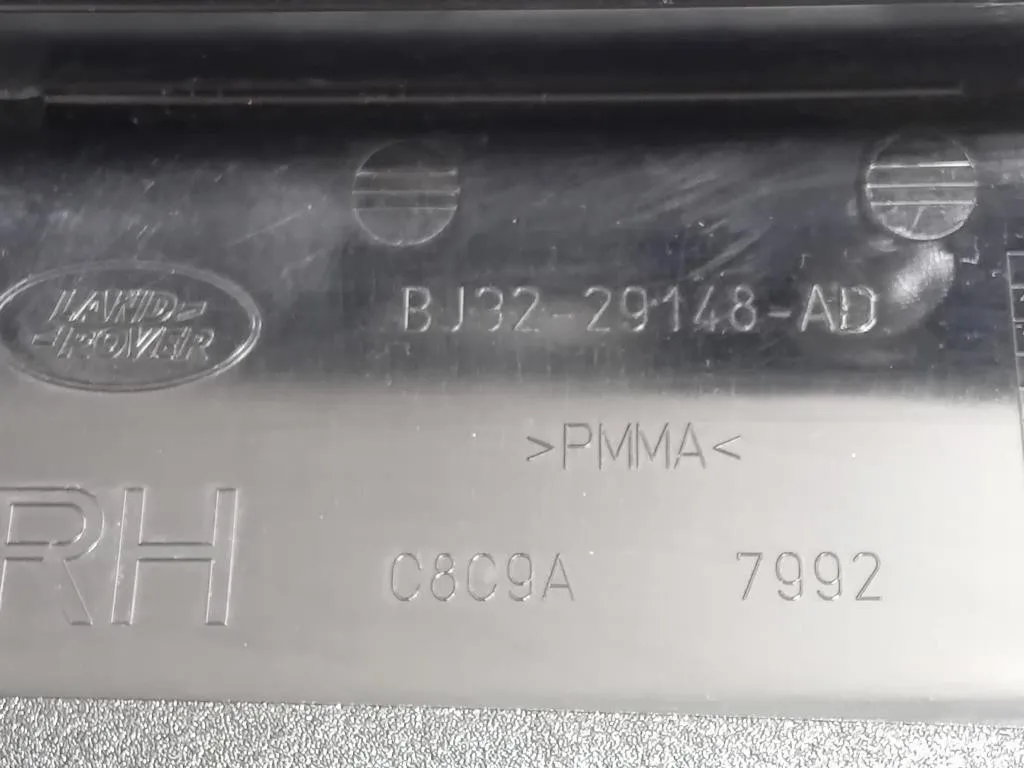 LAND-
-ROVER
BJ32-29148-AD
>PMMA<
RH
C8C9A 7992